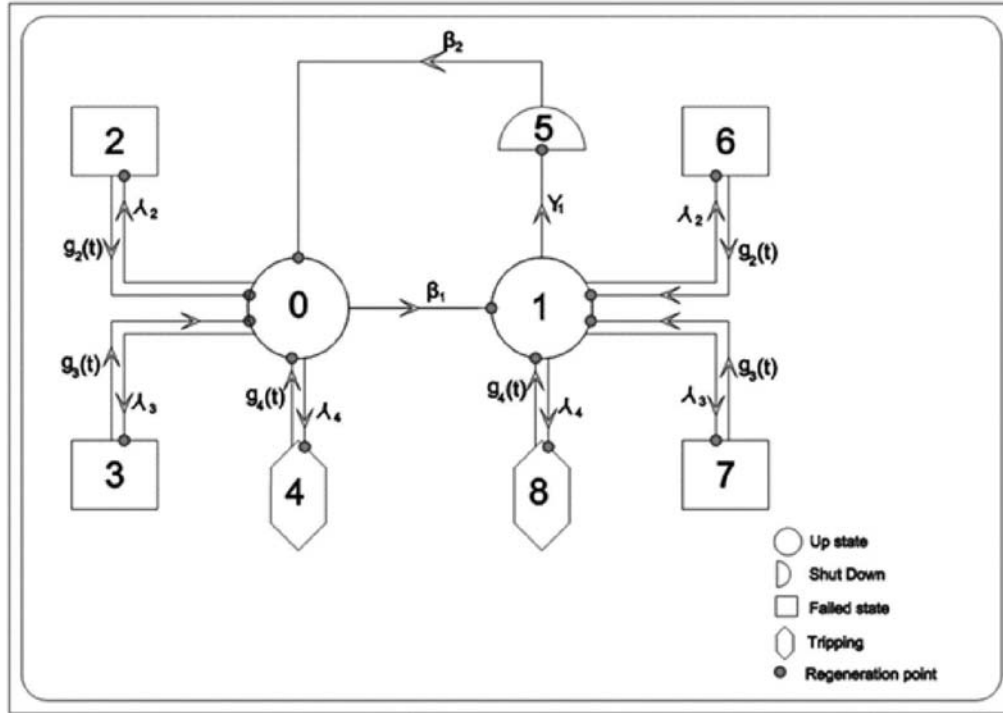 β₂
2
5
6
λ₂
γ₁
λ₂
g₂(t)
g₂(t)
0
β₁
1
g₃(t)
λ₃
g₄(t)
λ₄
g₄(t)
λ₄
λ₃
g₃(t)
3
4
8
7
Up state
Shut Down
Failed state
Tripping
Regeneration point